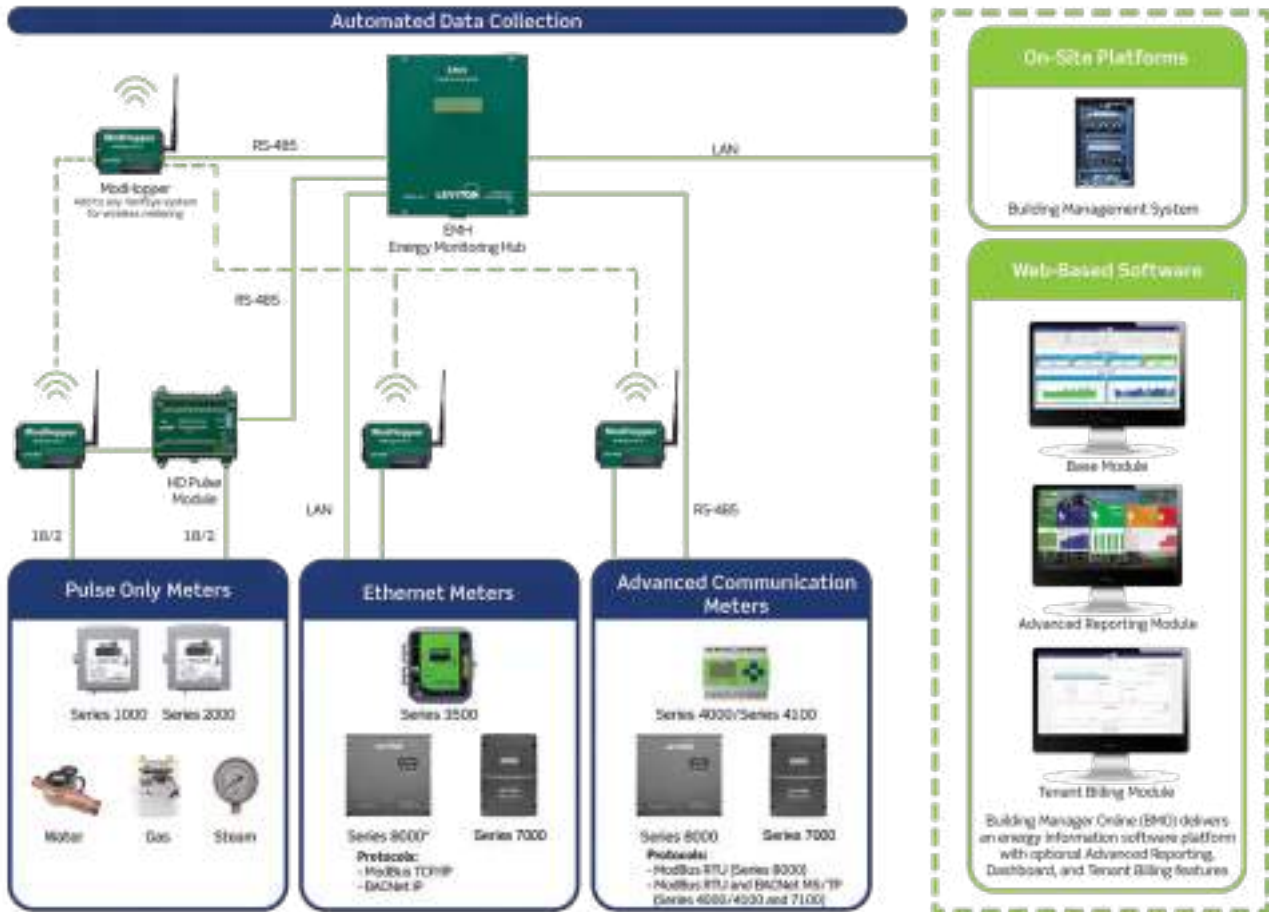 Automated Data Collection
On-Site Platforms
Building Management System
ModHopper
RS-485
LAN
ModHopper
Add to any VerifEye system
for wireless metering
EMH
LEVITON
EMH
Energy Monitoring Hub
RS-485
Web-Based Software
Base Module
Advanced Reporting Module
Tenant Billing Module
Building Manager Online (BMO) delivers
an energy information software platform
with optional Advanced Reporting,
Dashboard, and Tenant Billing features
ModHopper
HD Pulse
Module
ModHopper
ModHopper
18/2
18/2
LAN
RS-485
Pulse Only Meters
Series 1000
Series 2000
Water
Gas
Steam
Ethernet Meters
Series 3500
Series 8000*
Series 7000
Protocols:
- ModBus TCP/IP
- BACNet IP
Advanced Communication
Meters
Series 4000/Series 4100
Series 8000
Series 7000
Protocols:
- ModBus RTU (Series 8000)
- ModBus RTU and BACNet MS/TP
(Series 4000/4100 and 7100)